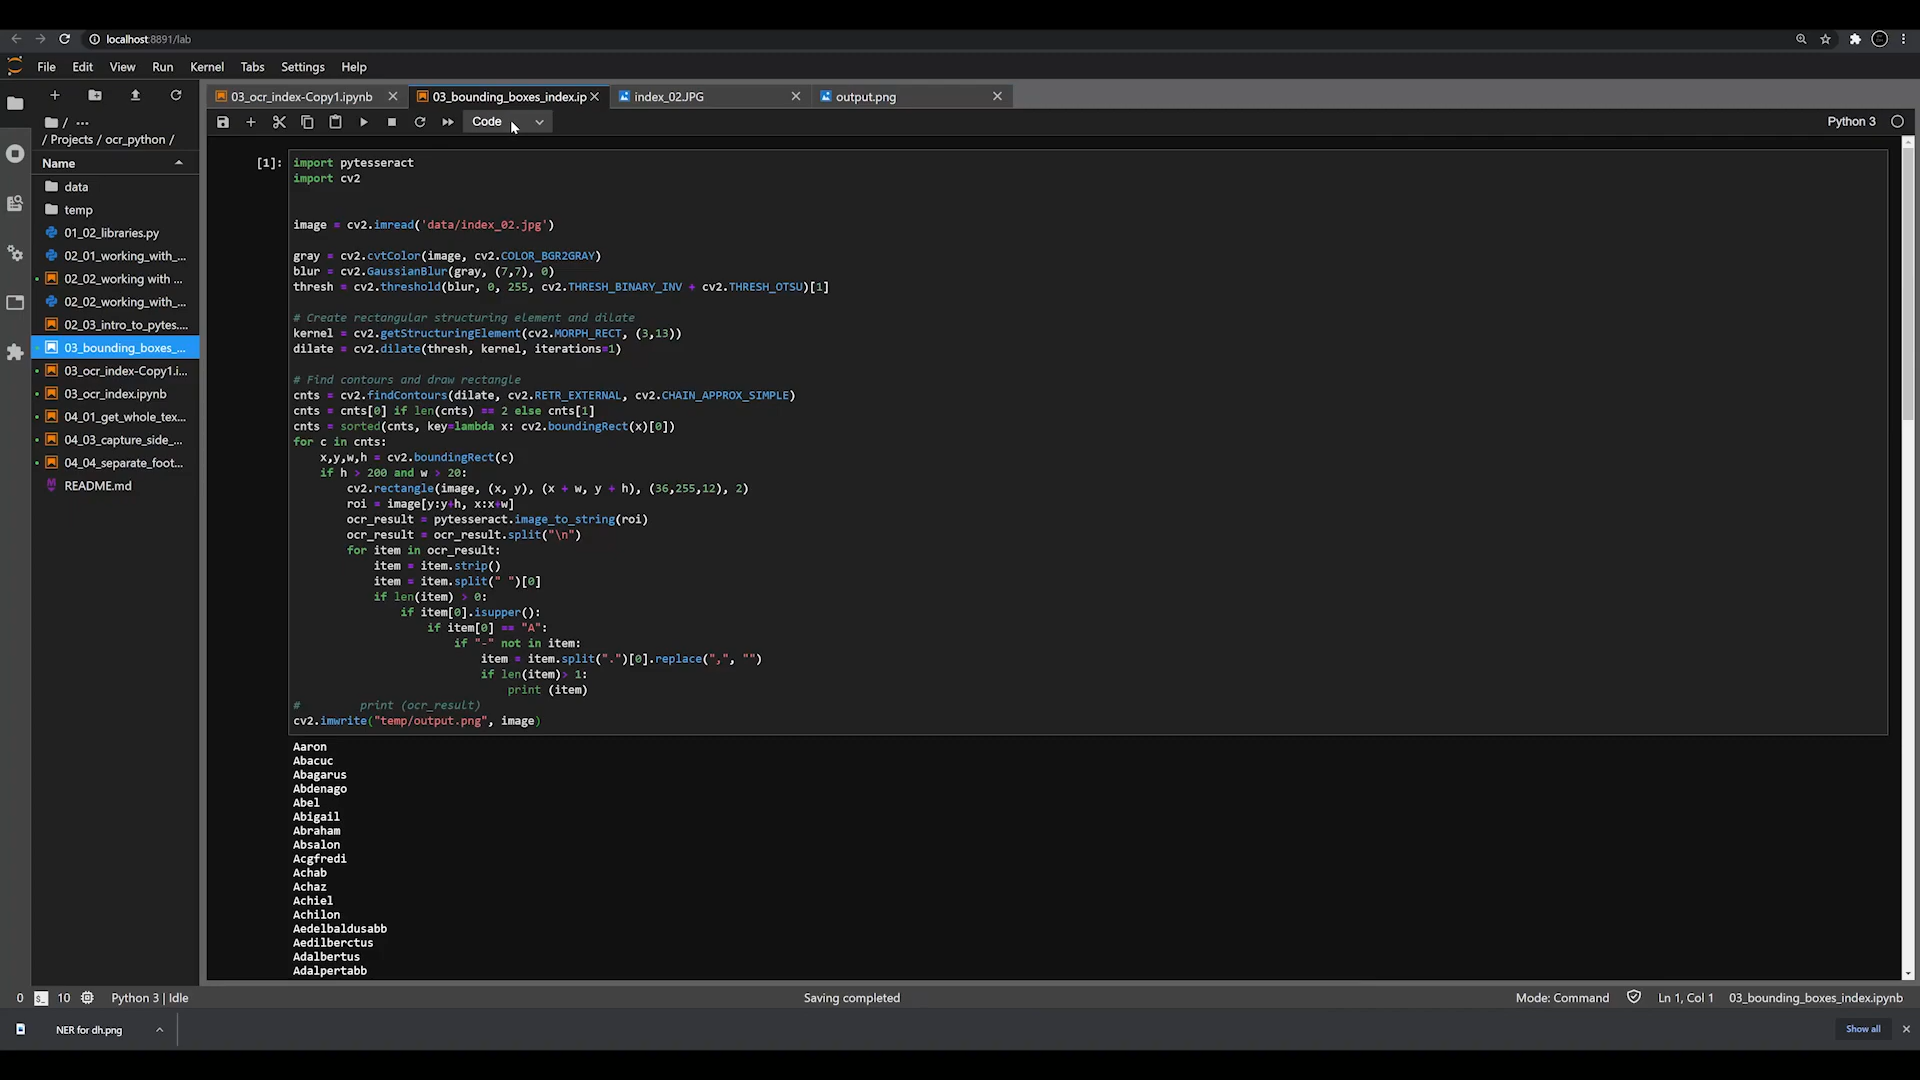 localhost:8891/lab
File Edit View Run Kernel Tabs Settings Help
03_ocr_index-Copy1.ipynb
03_bounding_boxes_index.ip
index_02.JPG
output.png
Code
Python 3
/ ...
/ Projects / ocr_python /
Name
data
temp
01_02_libraries.py
02_01_working_with_...
02_02_working with ...
02_02_working_with_...
02_03_intro_to_pytes....
03_bounding_boxes_...
03_ocr_index-Copy1.i...
03_ocr_index.ipynb
04_01_get_whole_tex...
04_03_capture_side_...
04_04_separate_foot...
README.md
[1]:
import pytesseract
import cv2
image = cv2.imread('data/index_02.jpg')
gray = cv2.cvtColor(image, cv2.COLOR_BGR2GRAY)
blur = cv2.GaussianBlur(gray, (7,7), 0)
thresh = cv2.threshold(blur, 0, 255, cv2.THRESH_BINARY_INV + cv2.THRESH_OTSU)[1]
# Create rectangular structuring element and dilate
kernel = cv2.getStructuringElement(cv2.MORPH_RECT, (3,13))
dilate = cv2.dilate(thresh, kernel, iterations=1)
# Find contours and draw rectangle
cnts = cv2.findContours(dilate, cv2.RETR_EXTERNAL, cv2.CHAIN_APPROX_SIMPLE)
cnts = cnts[0] if len(cnts) == 2 else cnts[1]
cnts = sorted(cnts, key=lambda x: cv2.boundingRect(x)[0])
for c in cnts:
    x,y,w,h = cv2.boundingRect(c)
    if h > 200 and w > 20:
        cv2.rectangle(image, (x, y), (x + w, y + h), (36,255,12), 2)
        roi = image[y:y+h, x:x+w]
        ocr_result = pytesseract.image_to_string(roi)
        ocr_result = ocr_result.split("\n")
        for item in ocr_result:
            item = item.strip()
            item = item.split(" ")[0]
            if len(item) > 0:
                if item[0].isupper():
                    if item[0] == "A":
                        if "-" not in item:
                            item = item.split(".")[0].replace(",", "")
                            if len(item)> 1:
                                print (item)
#         print (ocr_result)
cv2.imwrite("temp/output.png", image)
Aaron
Abacuc
Abagarus
Abdenago
Abel
Abigail
Abraham
Absalon
Acgfredi
Achab
Achaz
Achiel
Achilon
Aedelbaldusabb
Aedilberctus
Adalbertus
Adalpertabb
0 10 Python 3 | Idle
Saving completed
Mode: Command
Ln 1, Col 1
03_bounding_boxes_index.ipynb
NER for dh.png
Show all